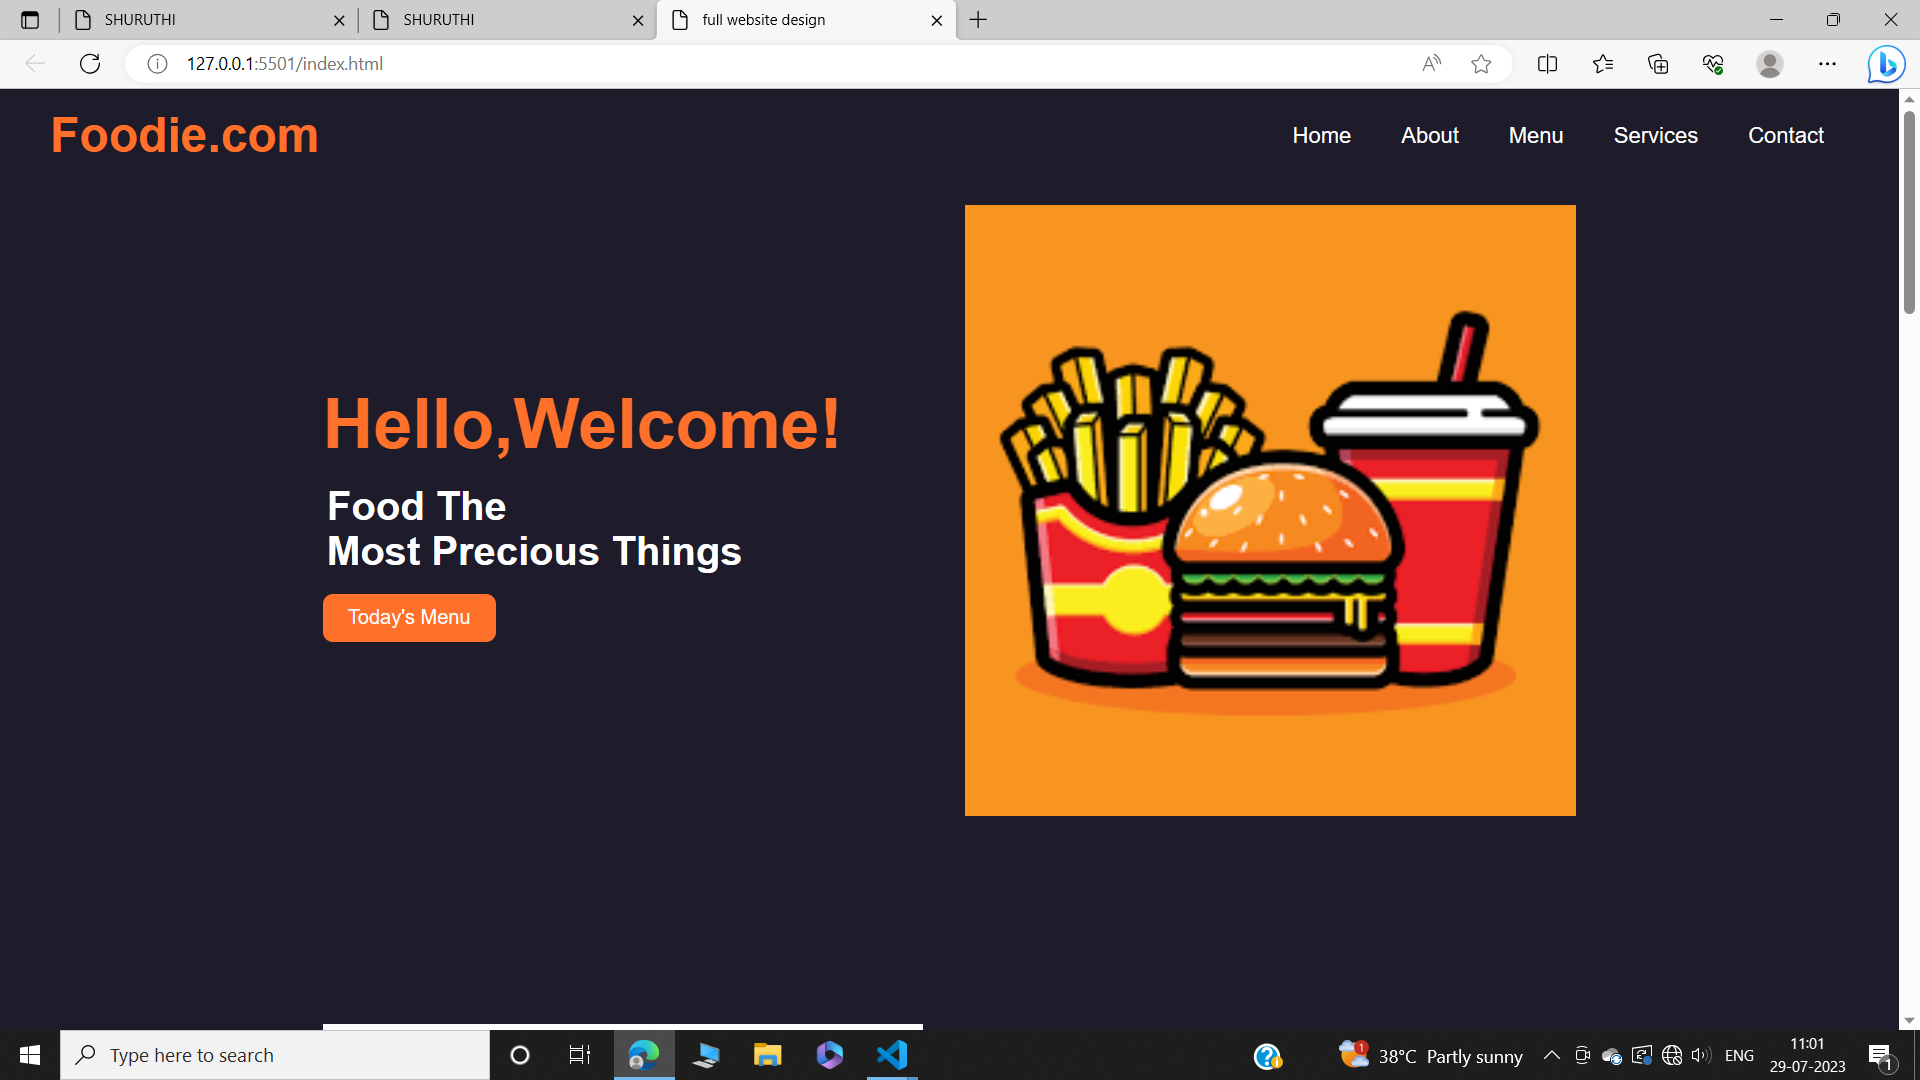 SHURUTHI
SHURUTHI
full website design
127.0.0.1:5501/index.html
Foodie.com
Home
About
Menu
Services
Contact
Hello,Welcome!
Food The
Most Precious Things
Today's Menu
Type here to search
1
38°C Partly sunny
ENG
11:01
29-07-2023
1